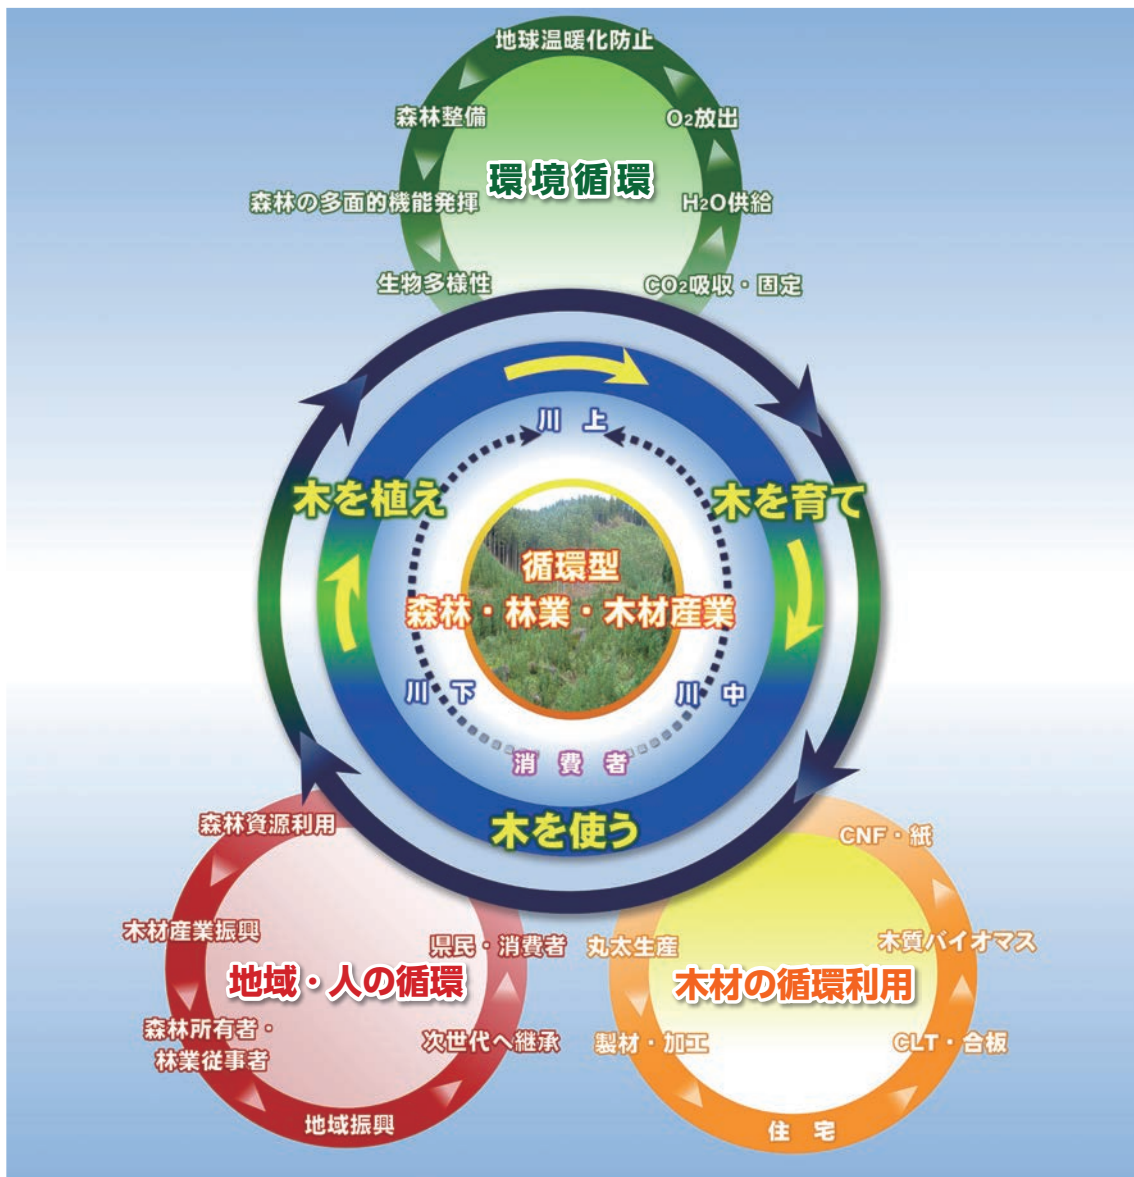 地球温暖化防止
森林整備
O₂放出
環境循環
森林の多面的機能発揮
H₂O供給
生物多様性
CO₂吸収・固定
川 上
木を植え
木を育て
循環型
森林・林業・木材産業
川 下
川 中
消 費 者
木を使う
森林資源利用
木材産業振興
県民・消費者
地域・人の循環
森林所有者・
林業従事者
次世代へ継承
地域振興
CNF・紙
丸太生産
木質バイオマス
木材の循環利用
製材・加工
CLT・合板
住 宅